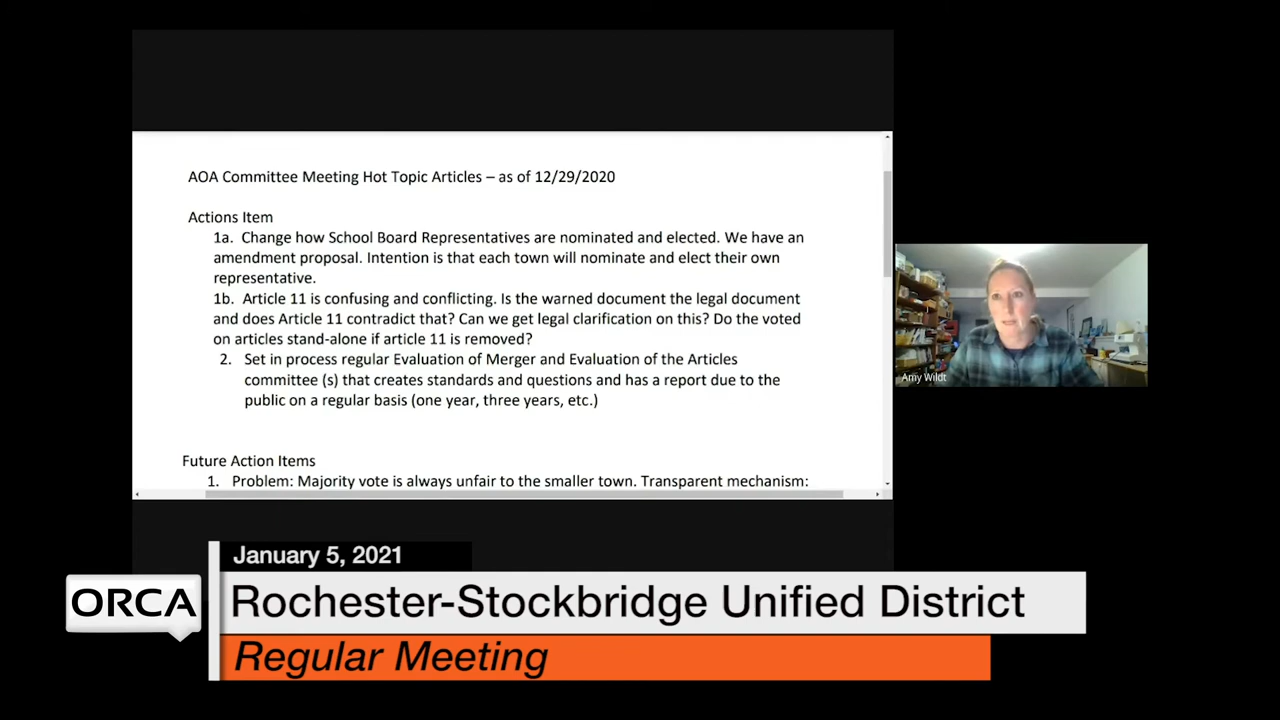 AOA Committee Meeting Hot Topic Articles – as of 12/29/2020
Actions Item
1a. Change how School Board Representatives are nominated and elected. We have an
amendment proposal. Intention is that each town will nominate and elect their own
representative.
1b. Article 11 is confusing and conflicting. Is the warned document the legal document
and does Article 11 contradict that? Can we get legal clarification on this? Do the voted
on articles stand-alone if article 11 is removed?
2. Set in process regular Evaluation of Merger and Evaluation of the Articles
committee (s) that creates standards and questions and has a report due to the
public on a regular basis (one year, three years, etc.)
Future Action Items
1. Problem: Majority vote is always unfair to the smaller town. Transparent mechanism:
Amy Wildt
January 5, 2021
ORCA
Rochester-Stockbridge Unified District
Regular Meeting